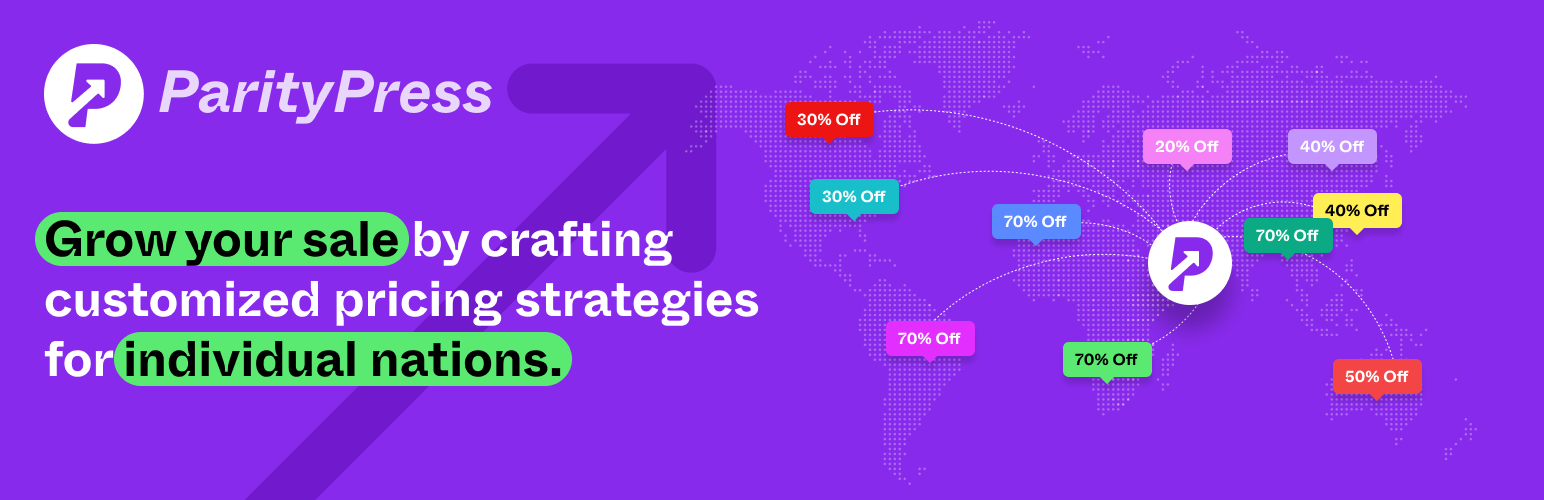 ParityPress
Grow your sale by crafting
customized pricing strategies
for individual nations.
30% Off
20% Off
40% Off
30% Off
70% Off
40% Off
70% Off
70% Off
70% Off
50% Off